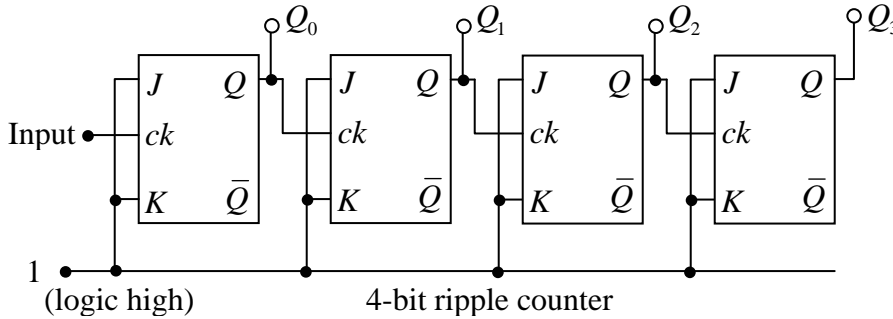 Q₀ Q₁ Q₂ Q₃
J Q J Q J Q J Q
Input ck ck ck ck
K Q̅ K Q̅ K Q̅ K Q̅
1
(logic high) 4-bit ripple counter